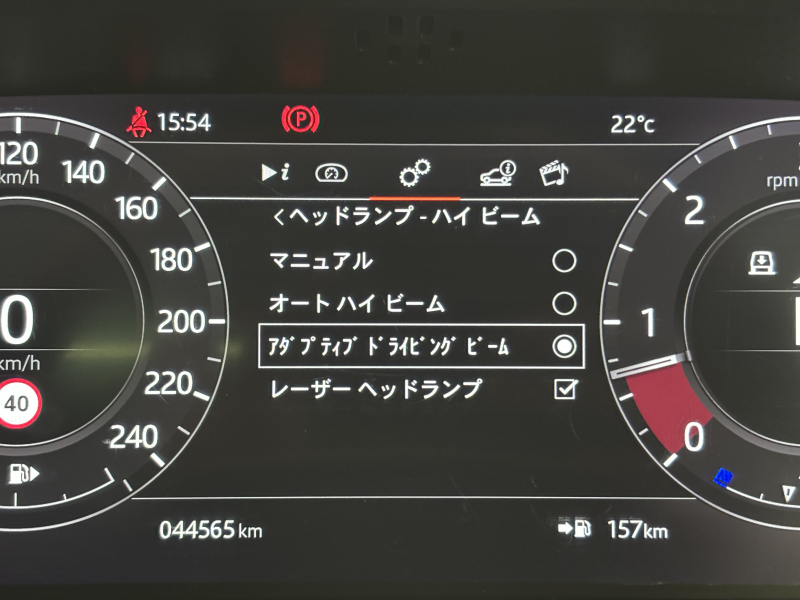 15:54
22°c
120
km/h
140
160
180
200
220
240
0
km/h
40
i
<ヘッドランプ - ハイ ビーム
マニュアル
オート ハイ ビーム
ｱﾀﾞﾌﾟﾃｨﾌﾞ ﾄﾞﾗｲﾋﾞﾝｸﾞ ﾋﾞｰﾑ
レーザー ヘッドランプ
rpm
2
1
0
044565 km
157km